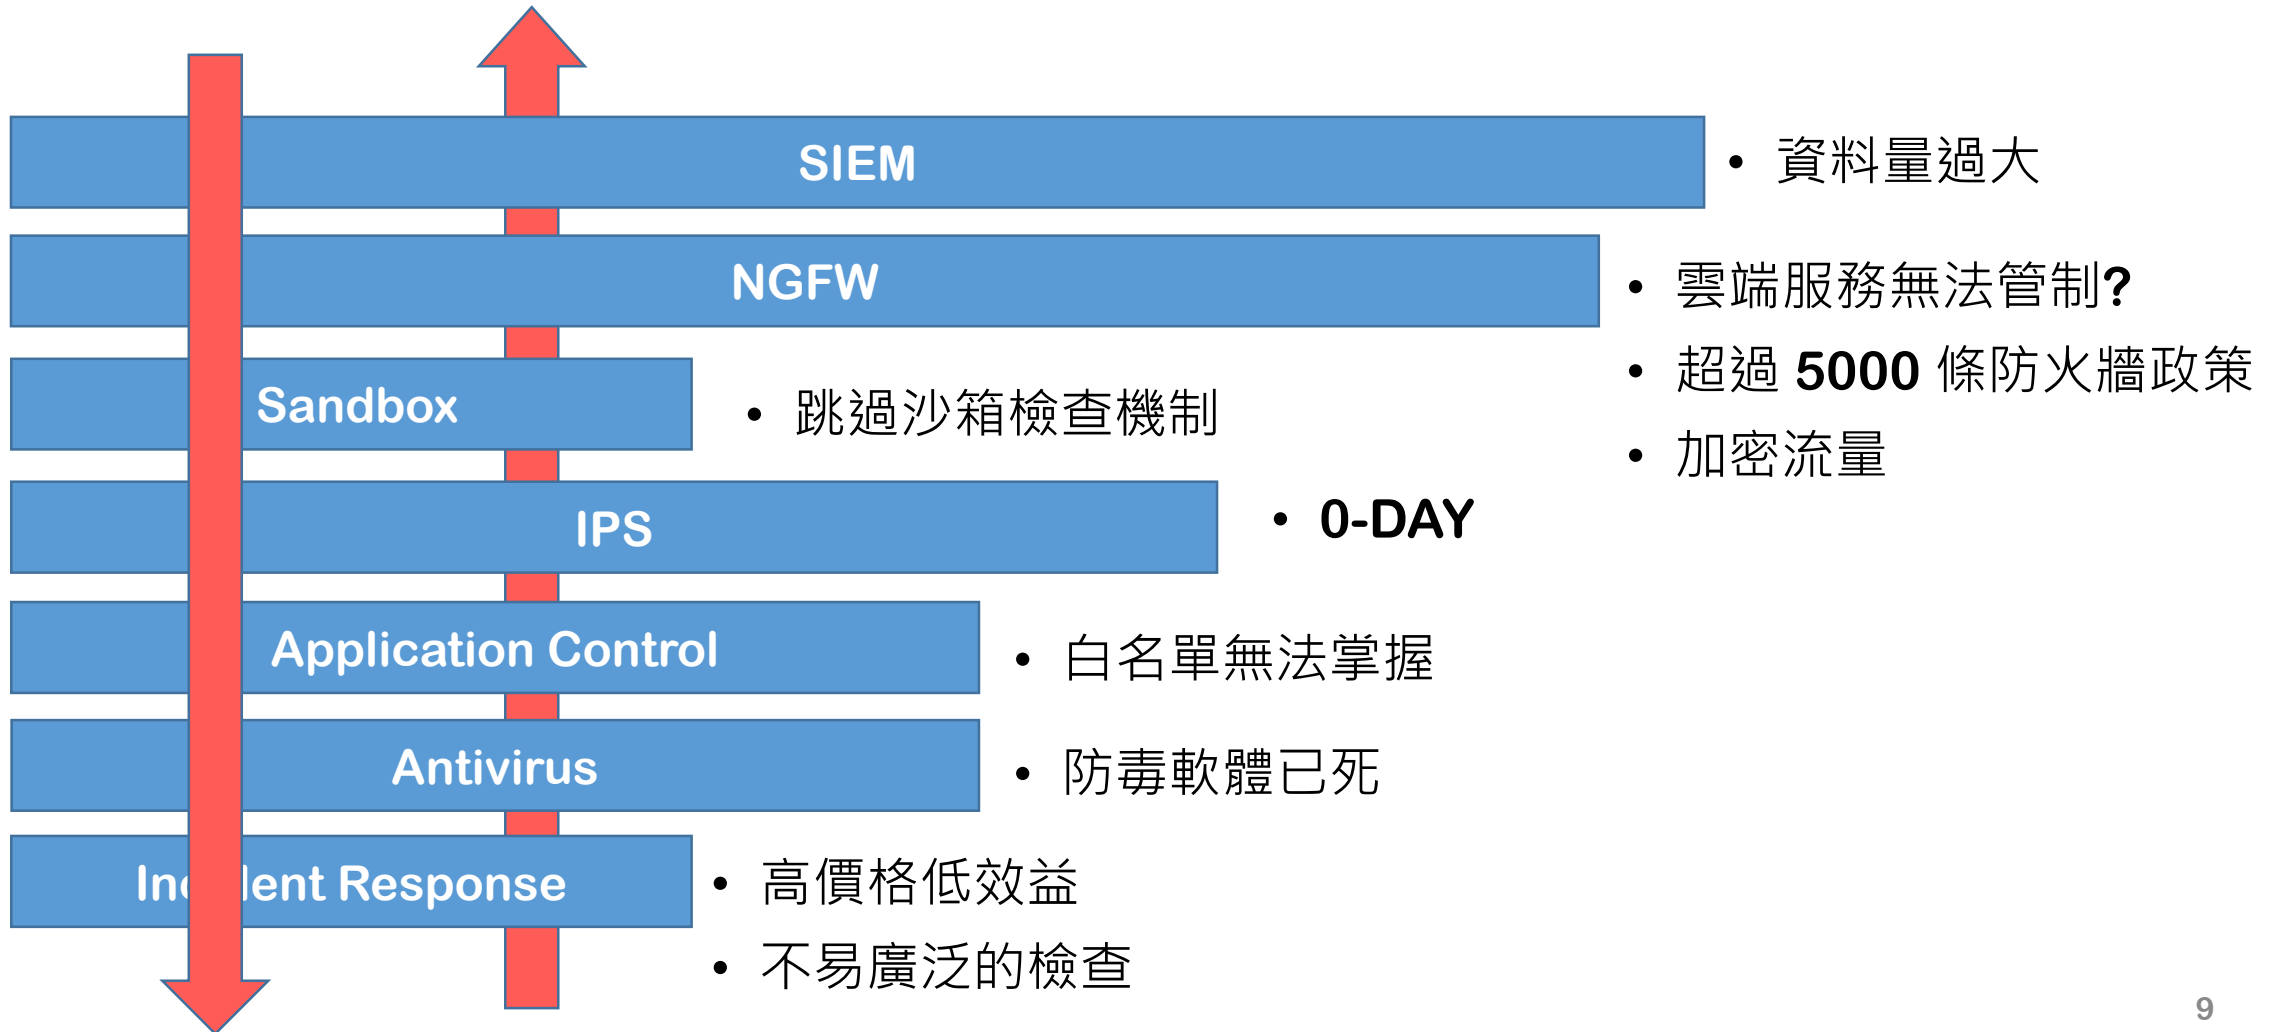 SIEM
• 資料量過大
NGFW
• 雲端服務無法管制?
• 超過 5000 條防火牆政策
• 加密流量
Sandbox
• 跳過沙箱檢查機制
IPS
• 0-DAY
Application Control
• 白名單無法掌握
Antivirus
• 防毒軟體已死
Response
• 高價格低效益
• 不易廣泛的檢查
9